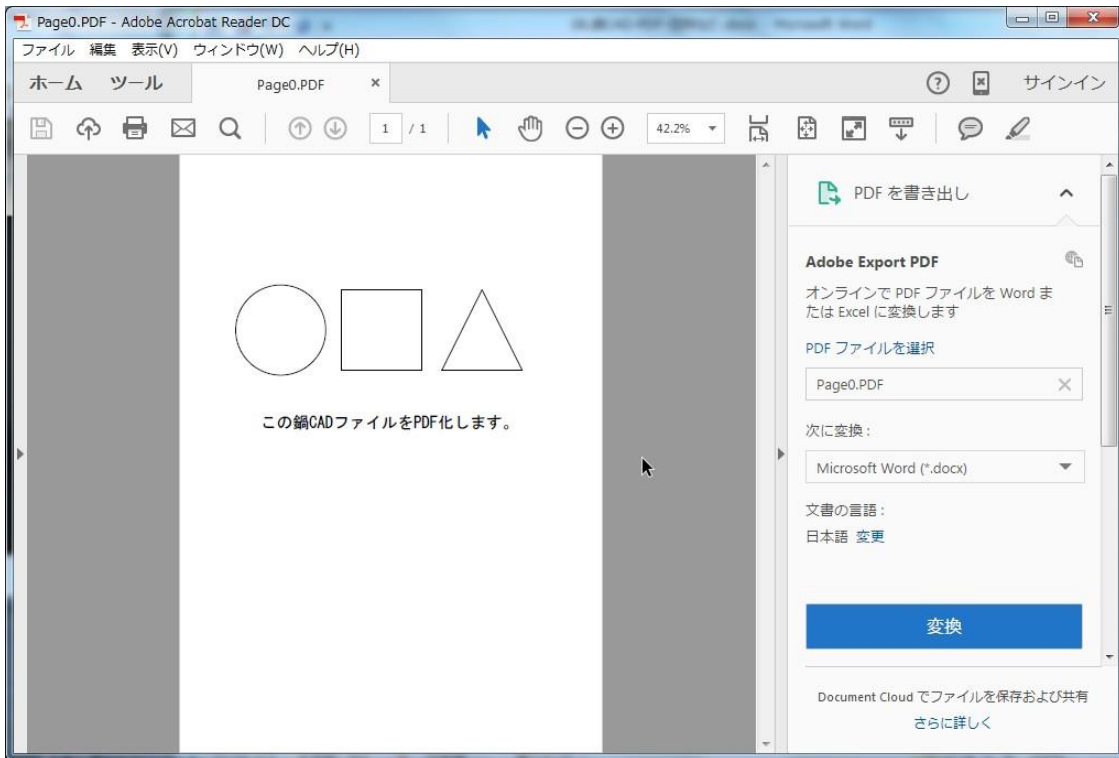 Page0.PDF - Adobe Acrobat Reader DC
ファイル 編集 表示(V) ウィンドウ(W) ヘルプ(H)
ホーム ツール Page0.PDF × サインイン
1 / 1 42.2%
PDF を書き出し
Adobe Export PDF
オンラインで PDF ファイルを Word ま
たは Excel に変換します
PDF ファイルを選択
Page0.PDF
次に変換 :
Microsoft Word (*.docx)
文書の言語 :
日本語 変更
変換
Document Cloud でファイルを保存および共有
さらに詳しく
この鍋CADファイルをPDF化します。